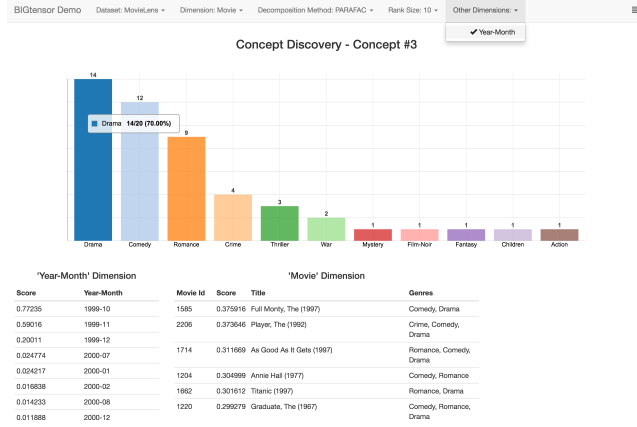 BIGtensor Demo Dataset: MovieLens Dimension: Movie Decomposition Method: PARAFAC Rank Size: 10 Other Dimensions:
✔ Year-Month
Concept Discovery - Concept #3
14
12
Drama 14/20 (70.00%)
9
4
3
2
1 1 1 1 1
Drama Comedy Romance Crime Thriller War Mystery Film-Noir Fantasy Children Action
'Year-Month' Dimension
Score Year-Month
0.77235 1999-10
0.59016 1999-11
0.20011 1999-12
0.024774 2000-07
0.024217 2000-01
0.016838 2000-02
0.014233 2000-08
0.011888 2000-12
'Movie' Dimension
Movie Id Score Title Genres
1585 0.375916 Full Monty, The (1997) Comedy, Drama
2206 0.373646 Player, The (1992) Crime, Comedy,
Drama
1714 0.311669 As Good As It Gets (1997) Romance, Comedy,
Drama
1204 0.304999 Annie Hall (1977) Comedy, Romance
1662 0.301612 Titanic (1997) Romance, Drama
1220 0.299279 Graduate, The (1967) Comedy, Romance,
Drama